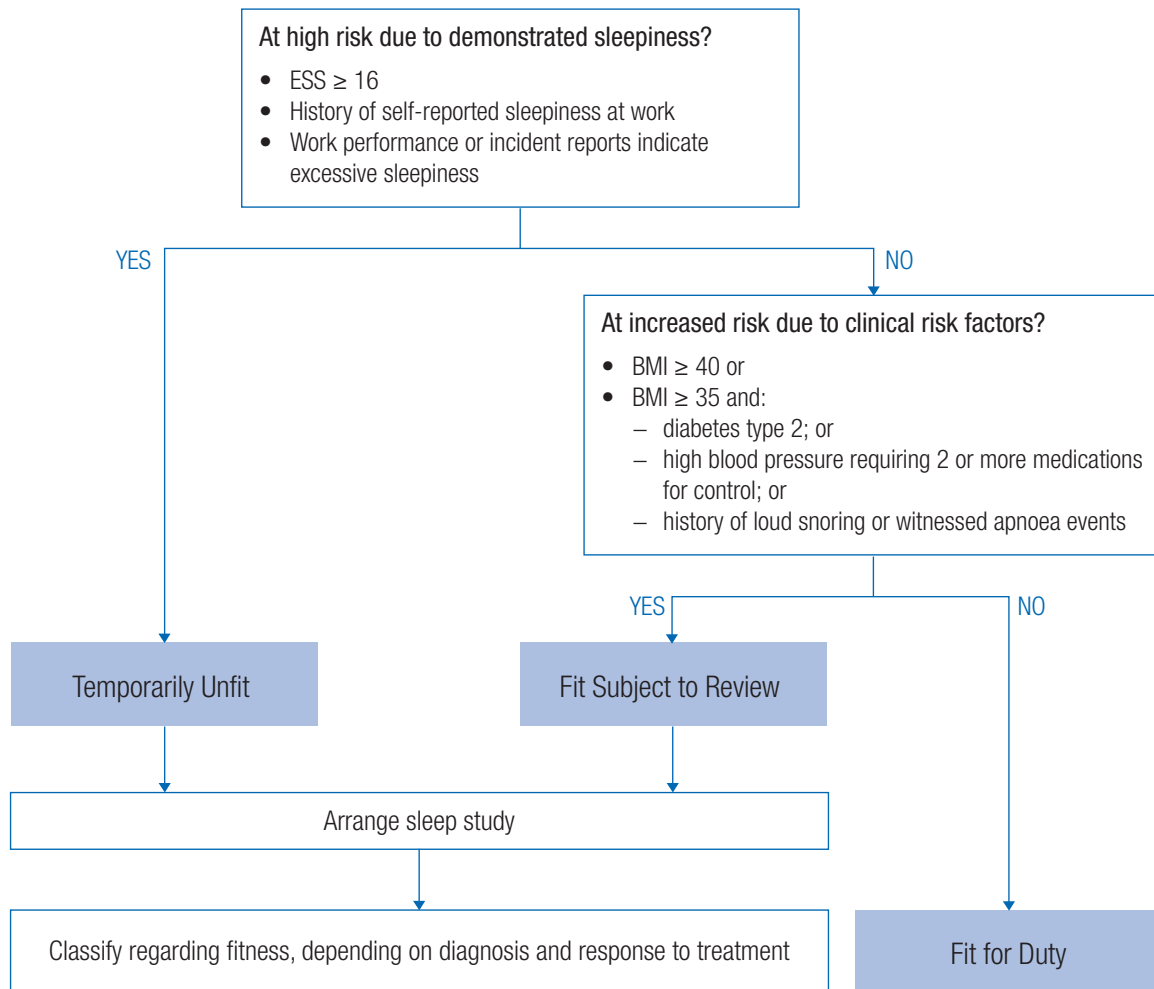 At high risk due to demonstrated sleepiness?
• ESS ≥ 16
• History of self-reported sleepiness at work
• Work performance or incident reports indicate
excessive sleepiness
YES
NO
At increased risk due to clinical risk factors?
• BMI ≥ 40 or
• BMI ≥ 35 and:
– diabetes type 2; or
– high blood pressure requiring 2 or more medications
for control; or
– history of loud snoring or witnessed apnoea events
YES
NO
Temporarily Unfit
Fit Subject to Review
Arrange sleep study
Classify regarding fitness, depending on diagnosis and response to treatment
Fit for Duty